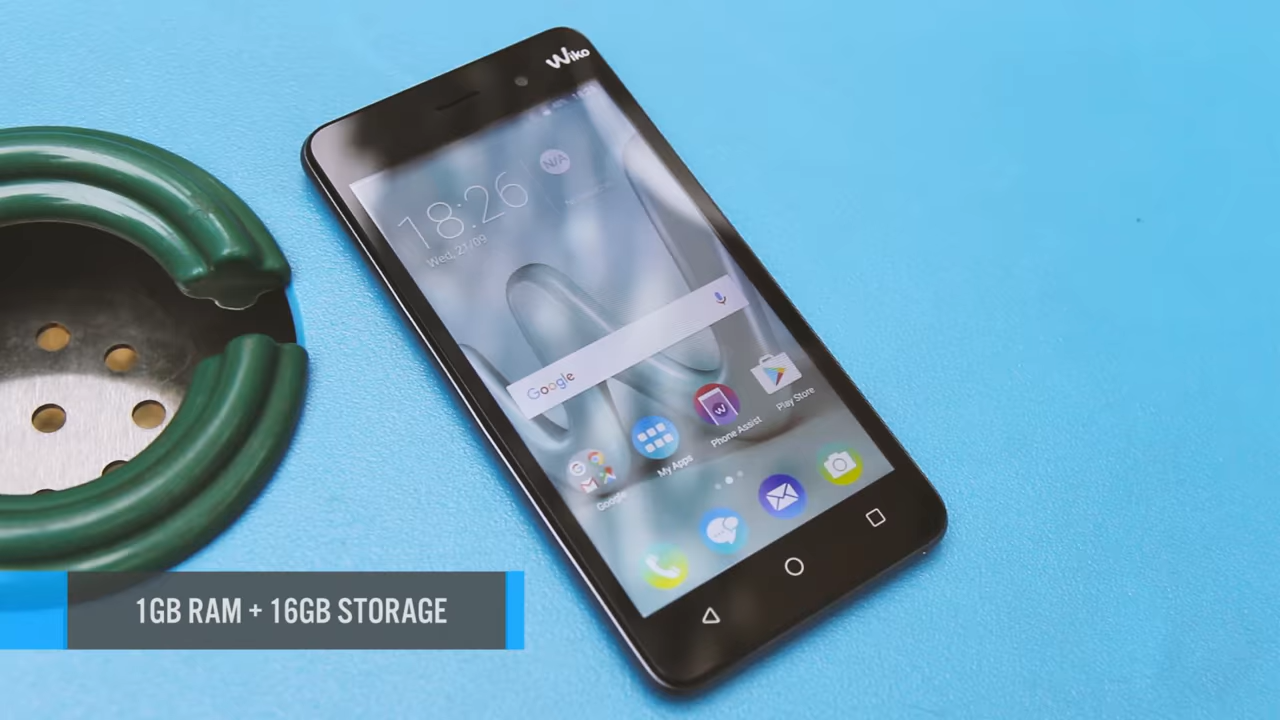 Wiko
N/A
18:26
Wed, 21/09
Google
Play Store
Phone Assist
My Apps
Google
W
1GB RAM + 16GB STORAGE